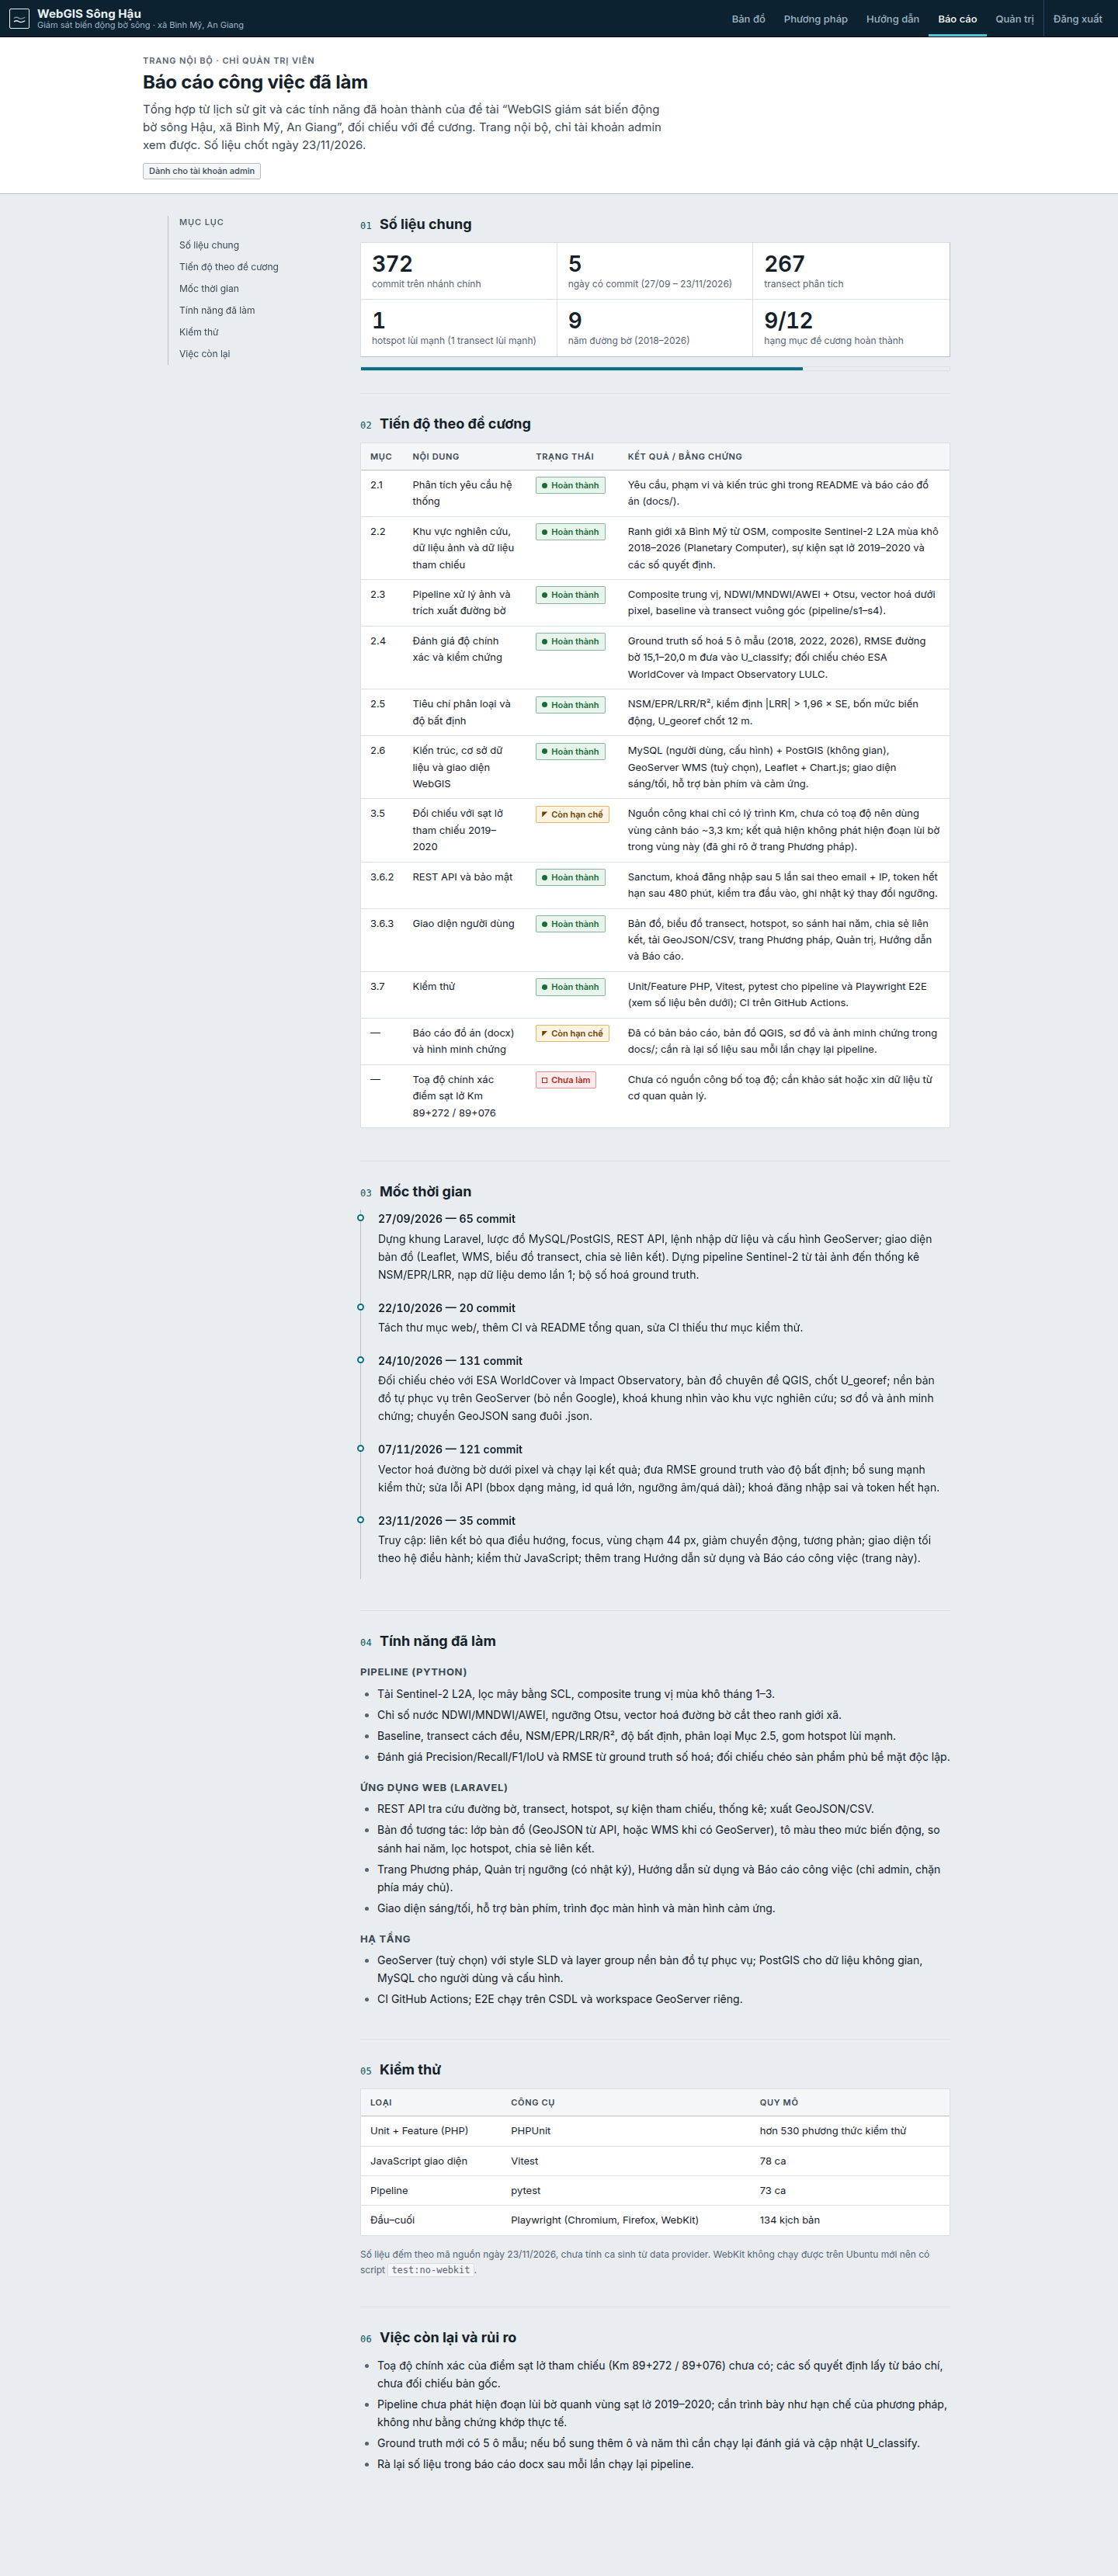 WebGIS Sông Hậu
Giám sát biến động bờ sông · xã Bình Mỹ, An Giang
Bản đồ Phương pháp Hướng dẫn Báo cáo Quản trị Đăng xuất
TRANG NỘI BỘ · CHỈ QUẢN TRỊ VIÊN
Báo cáo công việc đã làm
Tổng hợp từ lịch sử git và các tính năng đã hoàn thành của đề tài “WebGIS giám sát biến động
bờ sông Hậu, xã Bình Mỹ, An Giang”, đối chiếu với đề cương. Trang nội bộ, chỉ tài khoản admin
xem được. Số liệu chốt ngày 23/11/2026.
Dành cho tài khoản admin
MỤC LỤC
Số liệu chung
Tiến độ theo đề cương
Mốc thời gian
Tính năng đã làm
Kiểm thử
Việc còn lại
01 Số liệu chung
372
commit trên nhánh chính
5
ngày có commit (27/09 – 23/11/2026)
267
transect phân tích
1
hotspot lùi mạnh (1 transect lùi mạnh)
9
năm đường bờ (2018–2026)
9/12
hạng mục đề cương hoàn thành
02 Tiến độ theo đề cương
MỤC NỘI DUNG TRẠNG THÁI KẾT QUẢ / BẰNG CHỨNG
2.1 Phân tích yêu cầu hệ thống Hoàn thành Yêu cầu, phạm vi và kiến trúc ghi trong README và báo cáo đồ
án (docs/).
2.2 Khu vực nghiên cứu, dữ liệu ảnh và dữ liệu tham chiếu Hoàn thành Ranh giới xã Bình Mỹ từ OSM, composite Sentinel-2 L2A mùa khô
2018–2026 (Planetary Computer), sự kiện sạt lở 2019–2020 và
các số quyết định.
2.3 Pipeline xử lý ảnh và trích xuất đường bờ Hoàn thành Composite trung vị, NDWI/MNDWI/AWEI + Otsu, vector hoá dưới
pixel, baseline và transect vuông góc (pipeline/s1–s4).
2.4 Đánh giá độ chính xác và kiểm chứng Hoàn thành Ground truth số hoá 5 ô mẫu (2018, 2022, 2026), RMSE đường
bờ 15,1–20,0 m đưa vào U_classify; đối chiếu chéo ESA
WorldCover và Impact Observatory LULC.
2.5 Tiêu chí phân loại và độ bất định Hoàn thành NSM/EPR/LRR/R², kiểm định |LRR| > 1,96 × SE, bốn mức biến
động, U_georef chốt 12 m.
2.6 Kiến trúc, cơ sở dữ liệu và giao diện WebGIS Hoàn thành MySQL (người dùng, cấu hình) + PostGIS (không gian),
GeoServer WMS (tuỳ chọn), Leaflet + Chart.js; giao diện
sáng/tối, hỗ trợ bàn phím và cảm ứng.
3.5 Đối chiếu với sạt lở tham chiếu 2019–2020 Còn hạn chế Nguồn công khai chỉ có lý trình Km, chưa có toạ độ nên dùng
vùng cảnh báo ~3,3 km; kết quả hiện không phát hiện đoạn lùi bờ
trong vùng này (đã ghi rõ ở trang Phương pháp).
3.6.2 REST API và bảo mật Hoàn thành Sanctum, khoá đăng nhập sau 5 lần sai theo email + IP, token hết
hạn sau 480 phút, kiểm tra đầu vào, ghi nhật ký thay đổi ngưỡng.
3.6.3 Giao diện người dùng Hoàn thành Bản đồ, biểu đồ transect, hotspot, so sánh hai năm, chia sẻ liên
kết, tải GeoJSON/CSV, trang Phương pháp, Quản trị, Hướng dẫn
và Báo cáo.
3.7 Kiểm thử Hoàn thành Unit/Feature PHP, Vitest, pytest cho pipeline và Playwright E2E
(xem số liệu bên dưới); CI trên GitHub Actions.
— Báo cáo đồ án (docx) và hình minh chứng Còn hạn chế Đã có bản báo cáo, bản đồ QGIS, sơ đồ và ảnh minh chứng trong
docs/; cần rà lại số liệu sau mỗi lần chạy lại pipeline.
— Toạ độ chính xác điểm sạt lở Km 89+272 / 89+076 Chưa làm Chưa có nguồn công bố toạ độ; cần khảo sát hoặc xin dữ liệu từ
cơ quan quản lý.
03 Mốc thời gian
27/09/2026 — 65 commit
Dựng khung Laravel, lược đồ MySQL/PostGIS, REST API, lệnh nhập dữ liệu và cấu hình GeoServer; giao diện
bản đồ (Leaflet, WMS, biểu đồ transect, chia sẻ liên kết). Dựng pipeline Sentinel-2 từ tải ảnh đến thống kê
NSM/EPR/LRR, nạp dữ liệu demo lần 1; bộ số hoá ground truth.
22/10/2026 — 20 commit
Tách thư mục web/, thêm CI và README tổng quan, sửa CI thiếu thư mục kiểm thử.
24/10/2026 — 131 commit
Đối chiếu chéo với ESA WorldCover và Impact Observatory, bản đồ chuyên đề QGIS, chốt U_georef; nền bản
đồ tự phục vụ trên GeoServer (bỏ nền Google), khoá khung nhìn vào khu vực nghiên cứu; sơ đồ và ảnh minh
chứng; chuyển GeoJSON sang đuôi .json.
07/11/2026 — 121 commit
Vector hoá đường bờ dưới pixel và chạy lại kết quả; đưa RMSE ground truth vào độ bất định; bổ sung mạnh
kiểm thử; sửa lỗi API (bbox dạng mảng, id quá lớn, ngưỡng âm/quá dài); khoá đăng nhập sai và token hết hạn.
23/11/2026 — 35 commit
Truy cập: liên kết bỏ qua điều hướng, focus, vùng chạm 44 px, giảm chuyển động, tương phản; giao diện tối
theo hệ điều hành; kiểm thử JavaScript; thêm trang Hướng dẫn sử dụng và Báo cáo công việc (trang này).
04 Tính năng đã làm
PIPELINE (PYTHON)
Tải Sentinel-2 L2A, lọc mây bằng SCL, composite trung vị mùa khô tháng 1–3.
Chỉ số nước NDWI/MNDWI/AWEI, ngưỡng Otsu, vector hoá đường bờ cắt theo ranh giới xã.
Baseline, transect cách đều, NSM/EPR/LRR/R², độ bất định, phân loại Mục 2.5, gom hotspot lùi mạnh.
Đánh giá Precision/Recall/F1/IoU và RMSE từ ground truth số hoá; đối chiếu chéo sản phẩm phủ bề mặt độc lập.
ỨNG DỤNG WEB (LARAVEL)
REST API tra cứu đường bờ, transect, hotspot, sự kiện tham chiếu, thống kê; xuất GeoJSON/CSV.
Bản đồ tương tác: lớp bản đồ (GeoJSON từ API, hoặc WMS khi có GeoServer), tô màu theo mức biến động, so
sánh hai năm, lọc hotspot, chia sẻ liên kết.
Trang Phương pháp, Quản trị ngưỡng (có nhật ký), Hướng dẫn sử dụng và Báo cáo công việc (chỉ admin, chặn
phía máy chủ).
Giao diện sáng/tối, hỗ trợ bàn phím, trình đọc màn hình và màn hình cảm ứng.
HẠ TẦNG
GeoServer (tuỳ chọn) với style SLD và layer group nền bản đồ tự phục vụ; PostGIS cho dữ liệu không gian,
MySQL cho người dùng và cấu hình.
CI GitHub Actions; E2E chạy trên CSDL và workspace GeoServer riêng.
05 Kiểm thử
LOẠI CÔNG CỤ QUY MÔ
Unit + Feature (PHP) PHPUnit hơn 530 phương thức kiểm thử
JavaScript giao diện Vitest 78 ca
Pipeline pytest 73 ca
Đầu–cuối Playwright (Chromium, Firefox, WebKit) 134 kịch bản
Số liệu đếm theo mã nguồn ngày 23/11/2026, chưa tính ca sinh từ data provider. WebKit không chạy được trên Ubuntu mới nên có
script test:no-webkit.
06 Việc còn lại và rủi ro
Toạ độ chính xác của điểm sạt lở tham chiếu (Km 89+272 / 89+076) chưa có; các số quyết định lấy từ báo chí,
chưa đối chiếu bản gốc.
Pipeline chưa phát hiện đoạn lùi bờ quanh vùng sạt lở 2019–2020; cần trình bày như hạn chế của phương pháp,
không như bằng chứng khớp thực tế.
Ground truth mới có 5 ô mẫu; nếu bổ sung thêm ô và năm thì cần chạy lại đánh giá và cập nhật U_classify.
Rà lại số liệu trong báo cáo docx sau mỗi lần chạy lại pipeline.